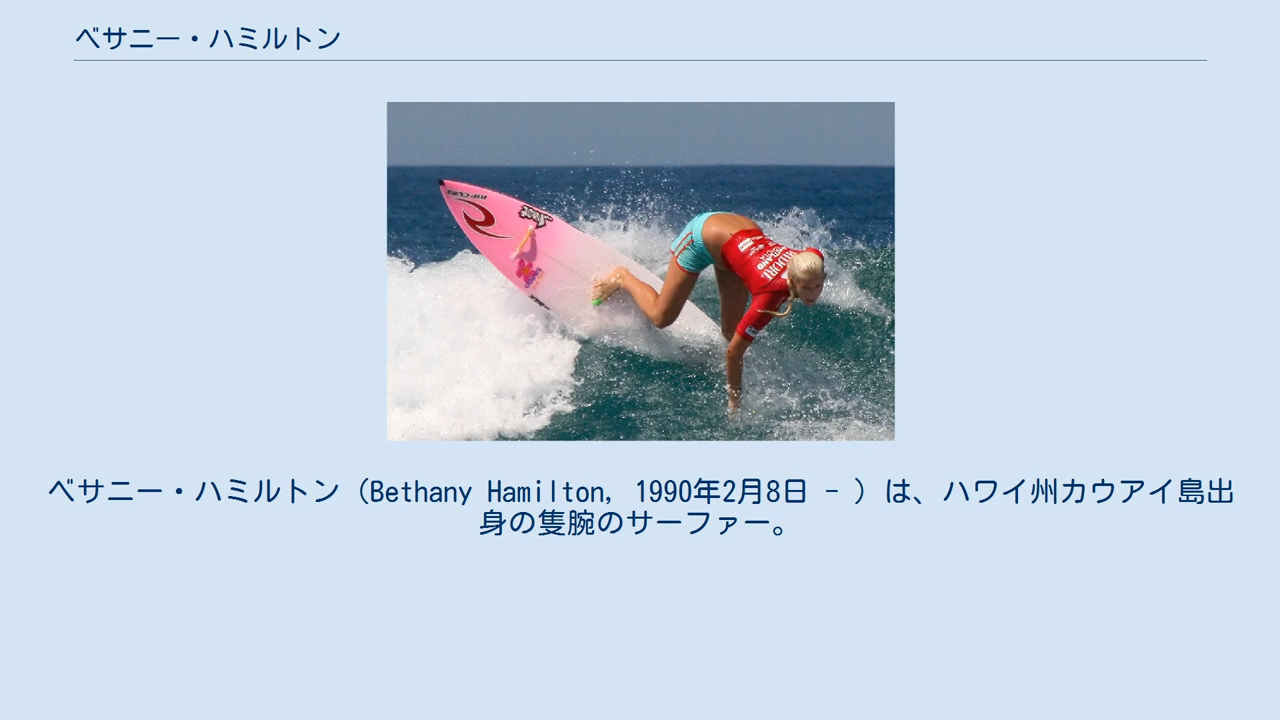 ベサニー・ハミルトン
RIP CURL
ベサニー・ハミルトン（Bethany Hamilton, 1990年2月8日 - ）は、ハワイ州カウアイ島出
身の隻腕のサーファー。